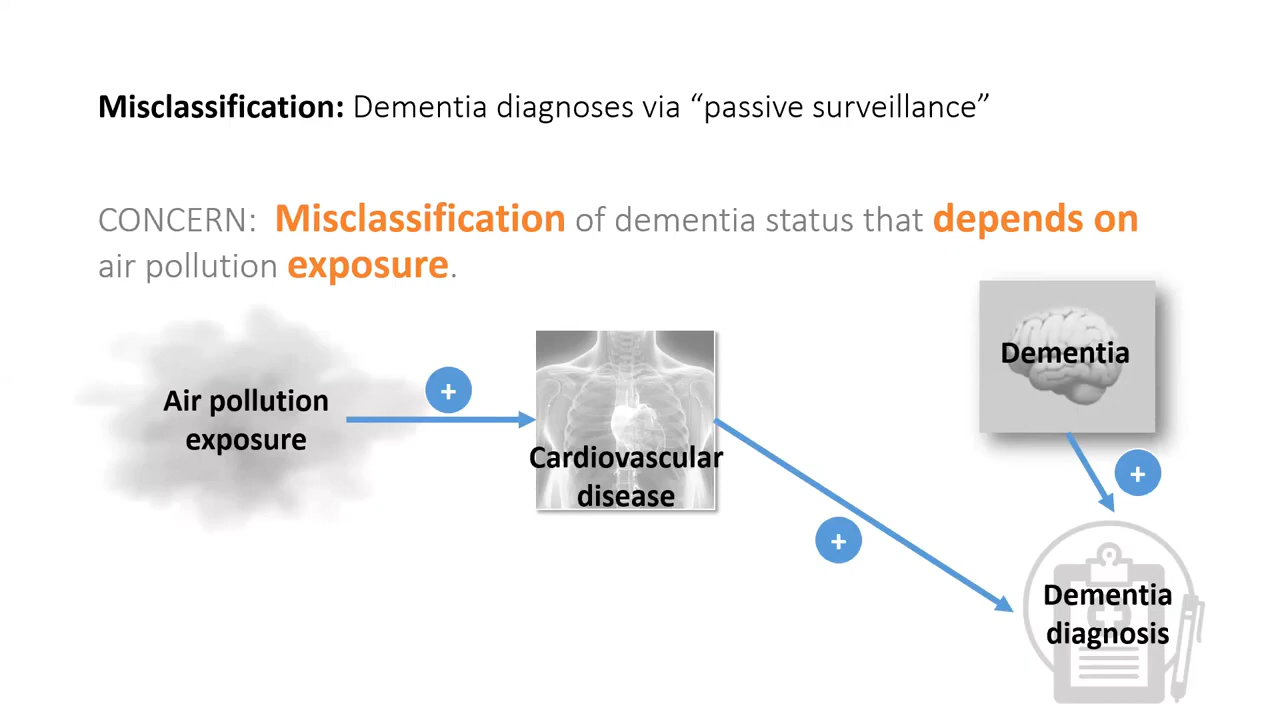 Misclassification: Dementia diagnoses via “passive surveillance”
CONCERN: Misclassification of dementia status that depends on
air pollution exposure.
Air pollution
exposure
+
Cardiovascular
disease
+
Dementia
+
Dementia
diagnosis